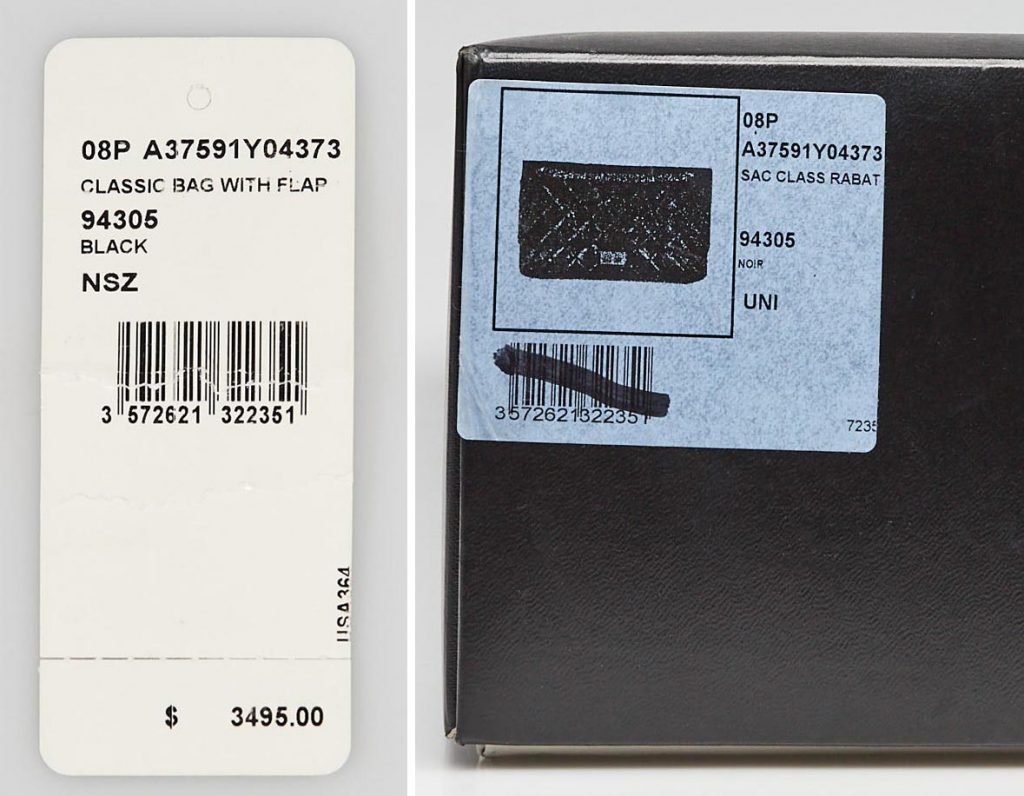 08P A37591Y04373
CLASSIC BAG WITH FLAP
94305
BLACK
NSZ
3 572621 322351
USA364
$ 3495.00
08P
A37591Y04373
SAC CLASS RABAT
94305
NOIR
UNI
3572621322351
7235